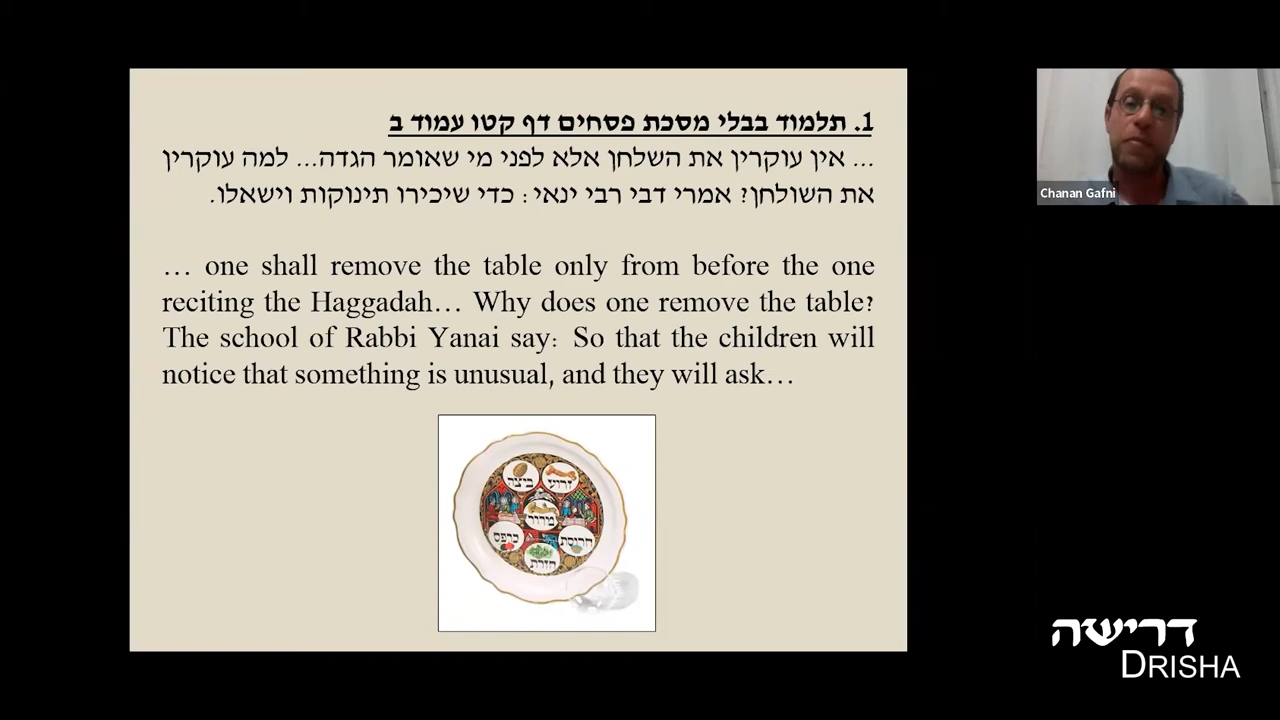 1. תלמוד בבלי מסכת פסחים דף קטו עמוד ב
... אין עוקרין את השלחן אלא לפני מי שאומר הגדה... למה עוקרין
את השולחן? אמרי דבי רבי ינאי: כדי שיכירו תינוקות וישאלו.
… one shall remove the table only from before the one
reciting the Haggadah… Why does one remove the table?
The school of Rabbi Yanai say: So that the children will
notice that something is unusual, and they will ask…
ביצה
זרוע
מרור
כרפס
חרוסת
חזרת
Chanan Gafni
דרישה
DRISHA